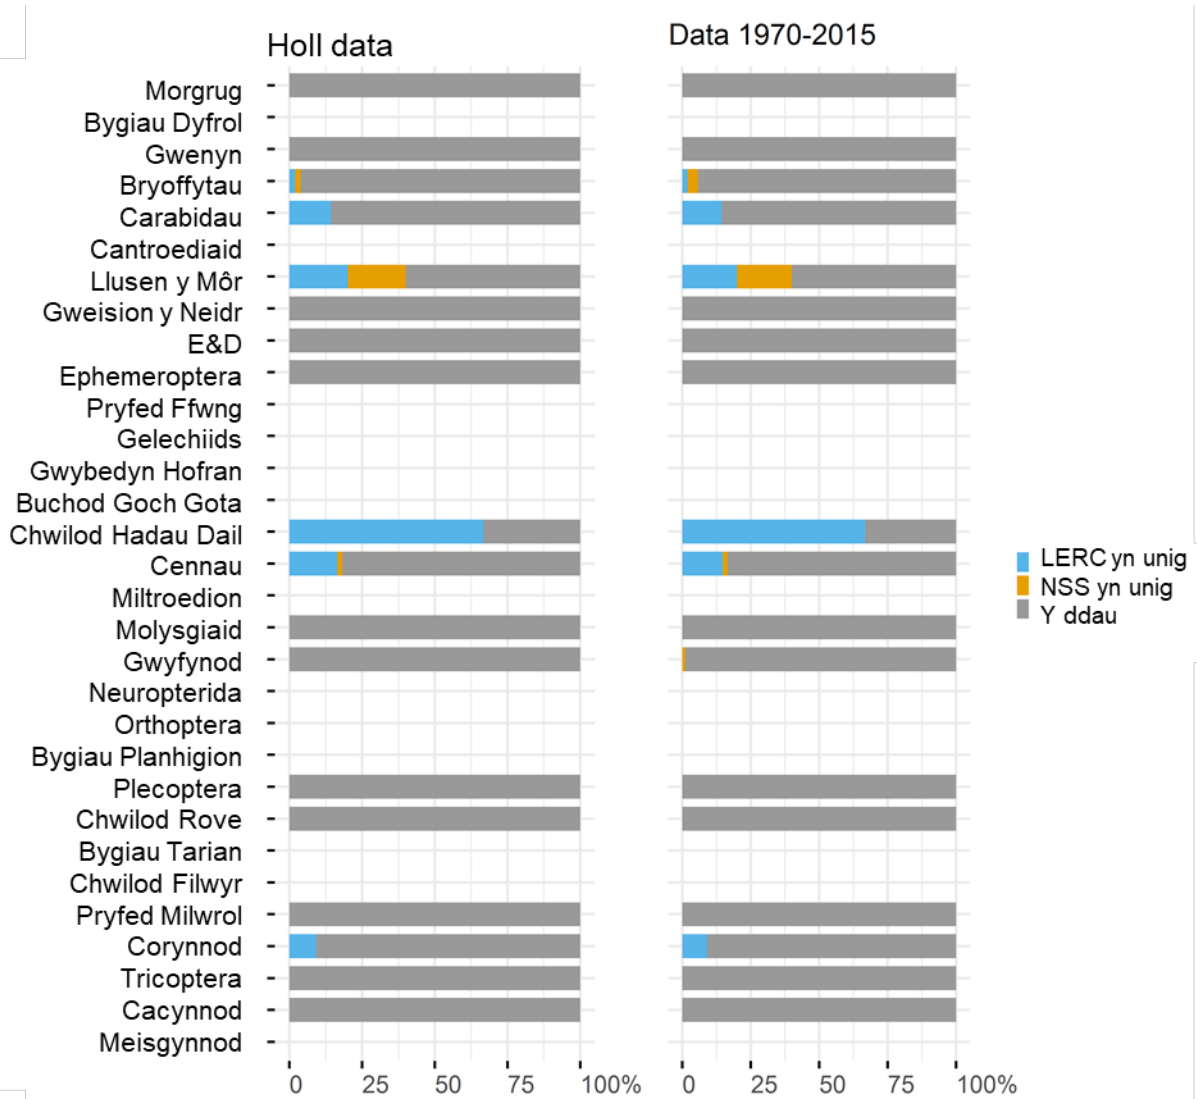 Holl data
Data 1970-2015
Morgrug
Bygiau Dyfrol
Gwenyn
Bryoffytau
Carabidau
Cantroediaid
Llusen y Môr
Gweision y Neidr
E&D
Ephemeroptera
Pryfed Ffwng
Gelechiids
Gwybedyn Hofran
Buchod Goch Gota
Chwilod Hadau Dail
Cennau
Miltroedion
Molysgiaid
Gwyfynod
Neuropterida
Orthoptera
Bygiau Planhigion
Plecoptera
Chwilod Rove
Bygiau Tarian
Chwilod Filwyr
Pryfed Milwrol
Corynnod
Tricoptera
Cacynnod
Meisgynnod
0 25 50 75 100%
0 25 50 75 100%
LERC yn unig
NSS yn unig
Y ddau